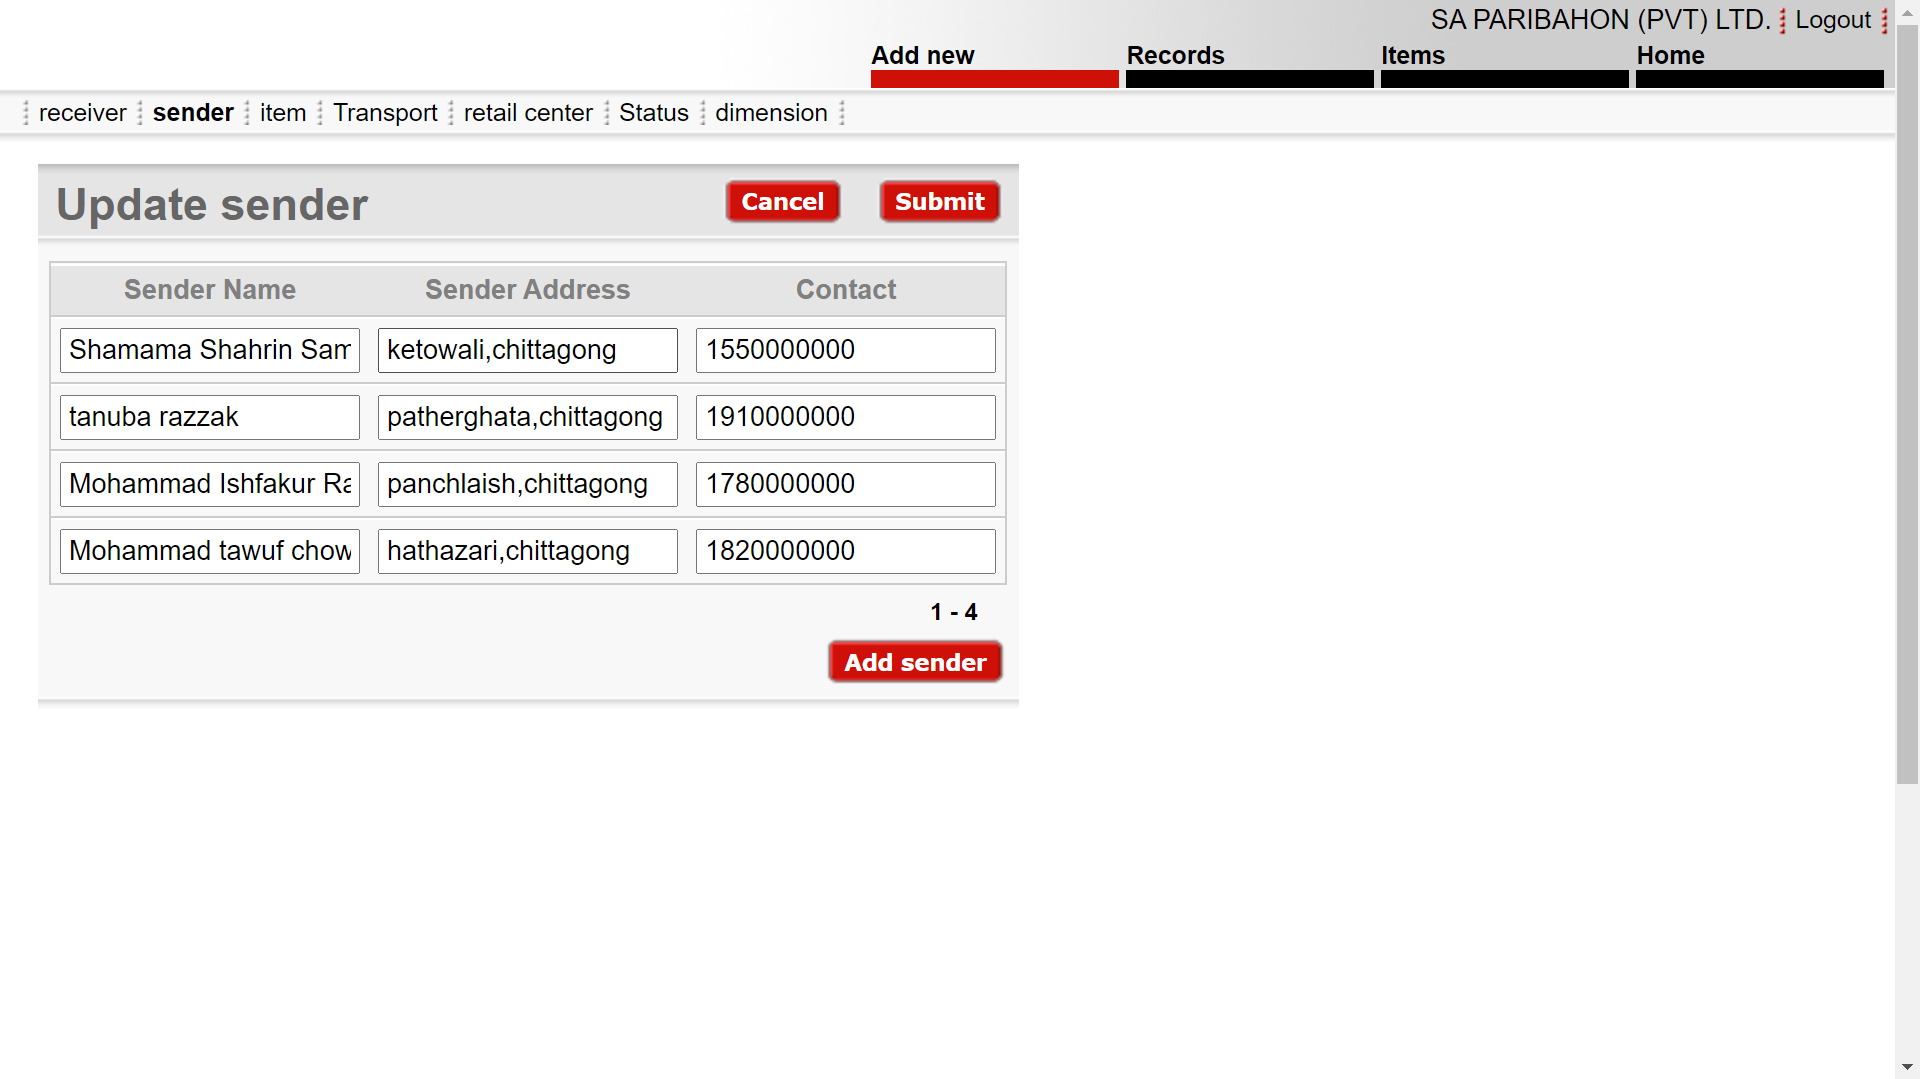 SA PARIBAHON (PVT) LTD. Logout
Add new Records Items Home
receiver sender item Transport retail center Status dimension
Update sender Cancel Submit
Sender Name Sender Address Contact
Shamama Shahrin Sam ketowali,chittagong 1550000000
tanuba razzak patherghata,chittagong 1910000000
Mohammad Ishfakur Ra panchlaish,chittagong 1780000000
Mohammad tawuf chow hathazari,chittagong 1820000000
1 - 4
Add sender